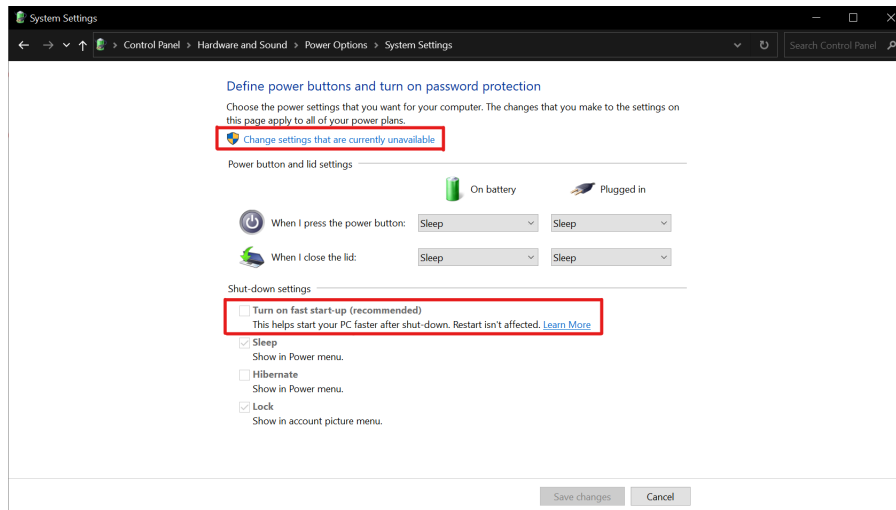 System Settings
Control Panel > Hardware and Sound > Power Options > System Settings
Search Control Panel
Define power buttons and turn on password protection
Choose the power settings that you want for your computer. The changes that you make to the settings on
this page apply to all of your power plans.
Change settings that are currently unavailable
Power button and lid settings
On battery
Plugged in
When I press the power button: Sleep Sleep
When I close the lid: Sleep Sleep
Shut-down settings
Turn on fast start-up (recommended)
This helps start your PC faster after shut-down. Restart isn't affected. Learn More
Sleep
Show in Power menu.
Hibernate
Show in Power menu.
Lock
Show in account picture menu.
Save changes Cancel